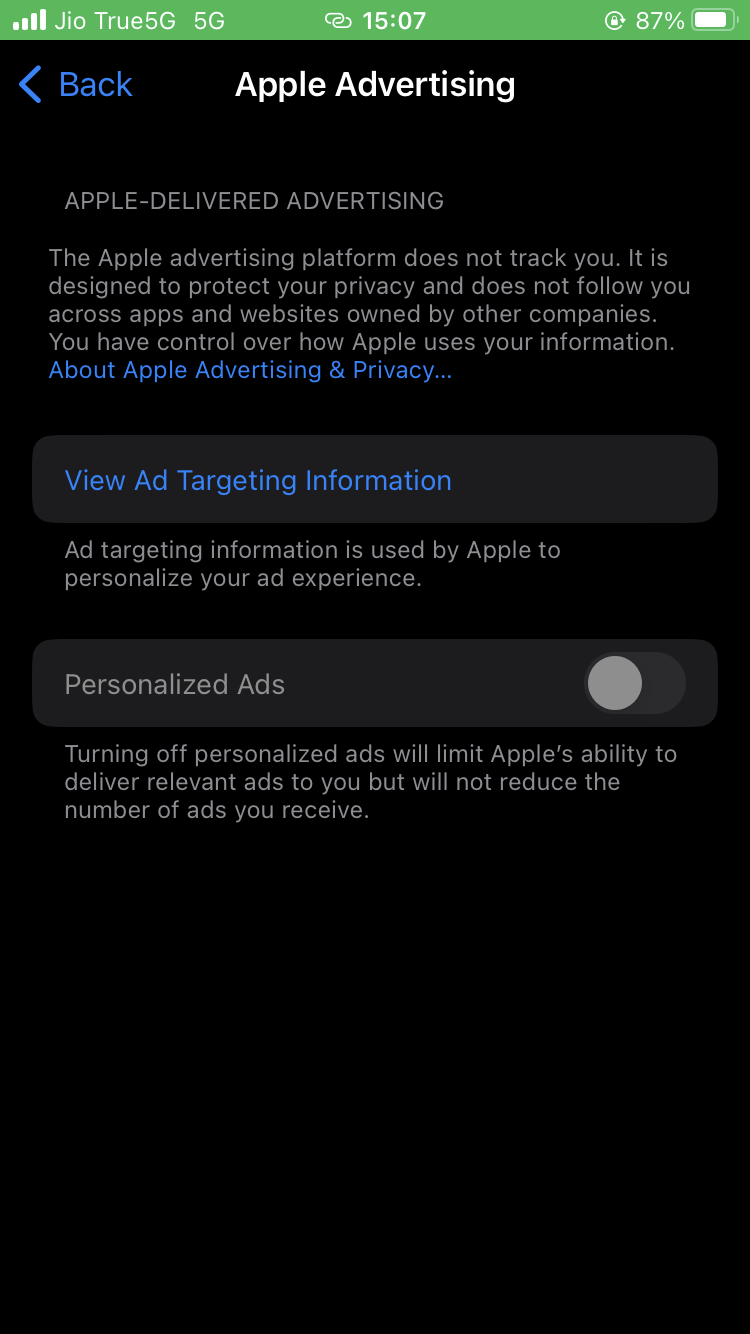 Jio True5G 5G 15:07 87%
Back Apple Advertising
APPLE-DELIVERED ADVERTISING
The Apple advertising platform does not track you. It is
designed to protect your privacy and does not follow you
across apps and websites owned by other companies.
You have control over how Apple uses your information.
About Apple Advertising & Privacy...
View Ad Targeting Information
Ad targeting information is used by Apple to
personalize your ad experience.
Personalized Ads
Turning off personalized ads will limit Apple’s ability to
deliver relevant ads to you but will not reduce the
number of ads you receive.